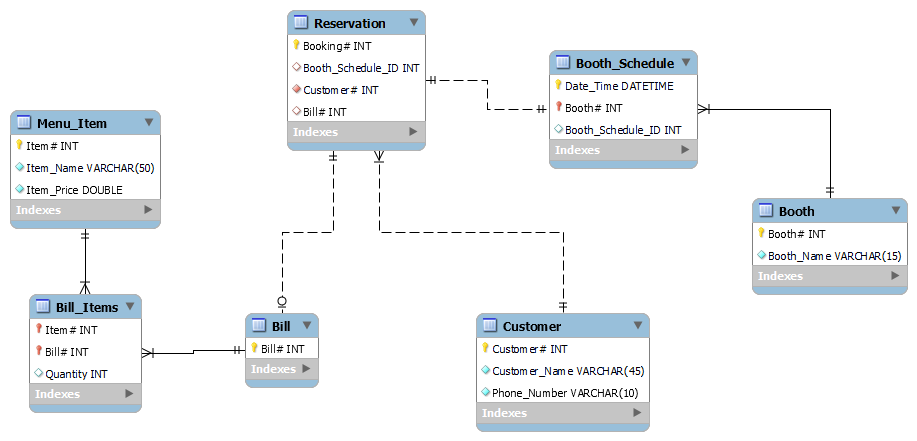 Reservation
Booking# INT
Booth_Schedule_ID INT
Customer# INT
Bill# INT
Indexes
Booth_Schedule
Date_Time DATETIME
Booth# INT
Booth_Schedule_ID INT
Indexes
Menu_Item
Item# INT
Item_Name VARCHAR(50)
Item_Price DOUBLE
Indexes
Booth
Booth# INT
Booth_Name VARCHAR(15)
Indexes
Bill_Items
Item# INT
Bill# INT
Quantity INT
Indexes
Bill
Bill# INT
Indexes
Customer
Customer# INT
Customer_Name VARCHAR(45)
Phone_Number VARCHAR(10)
Indexes